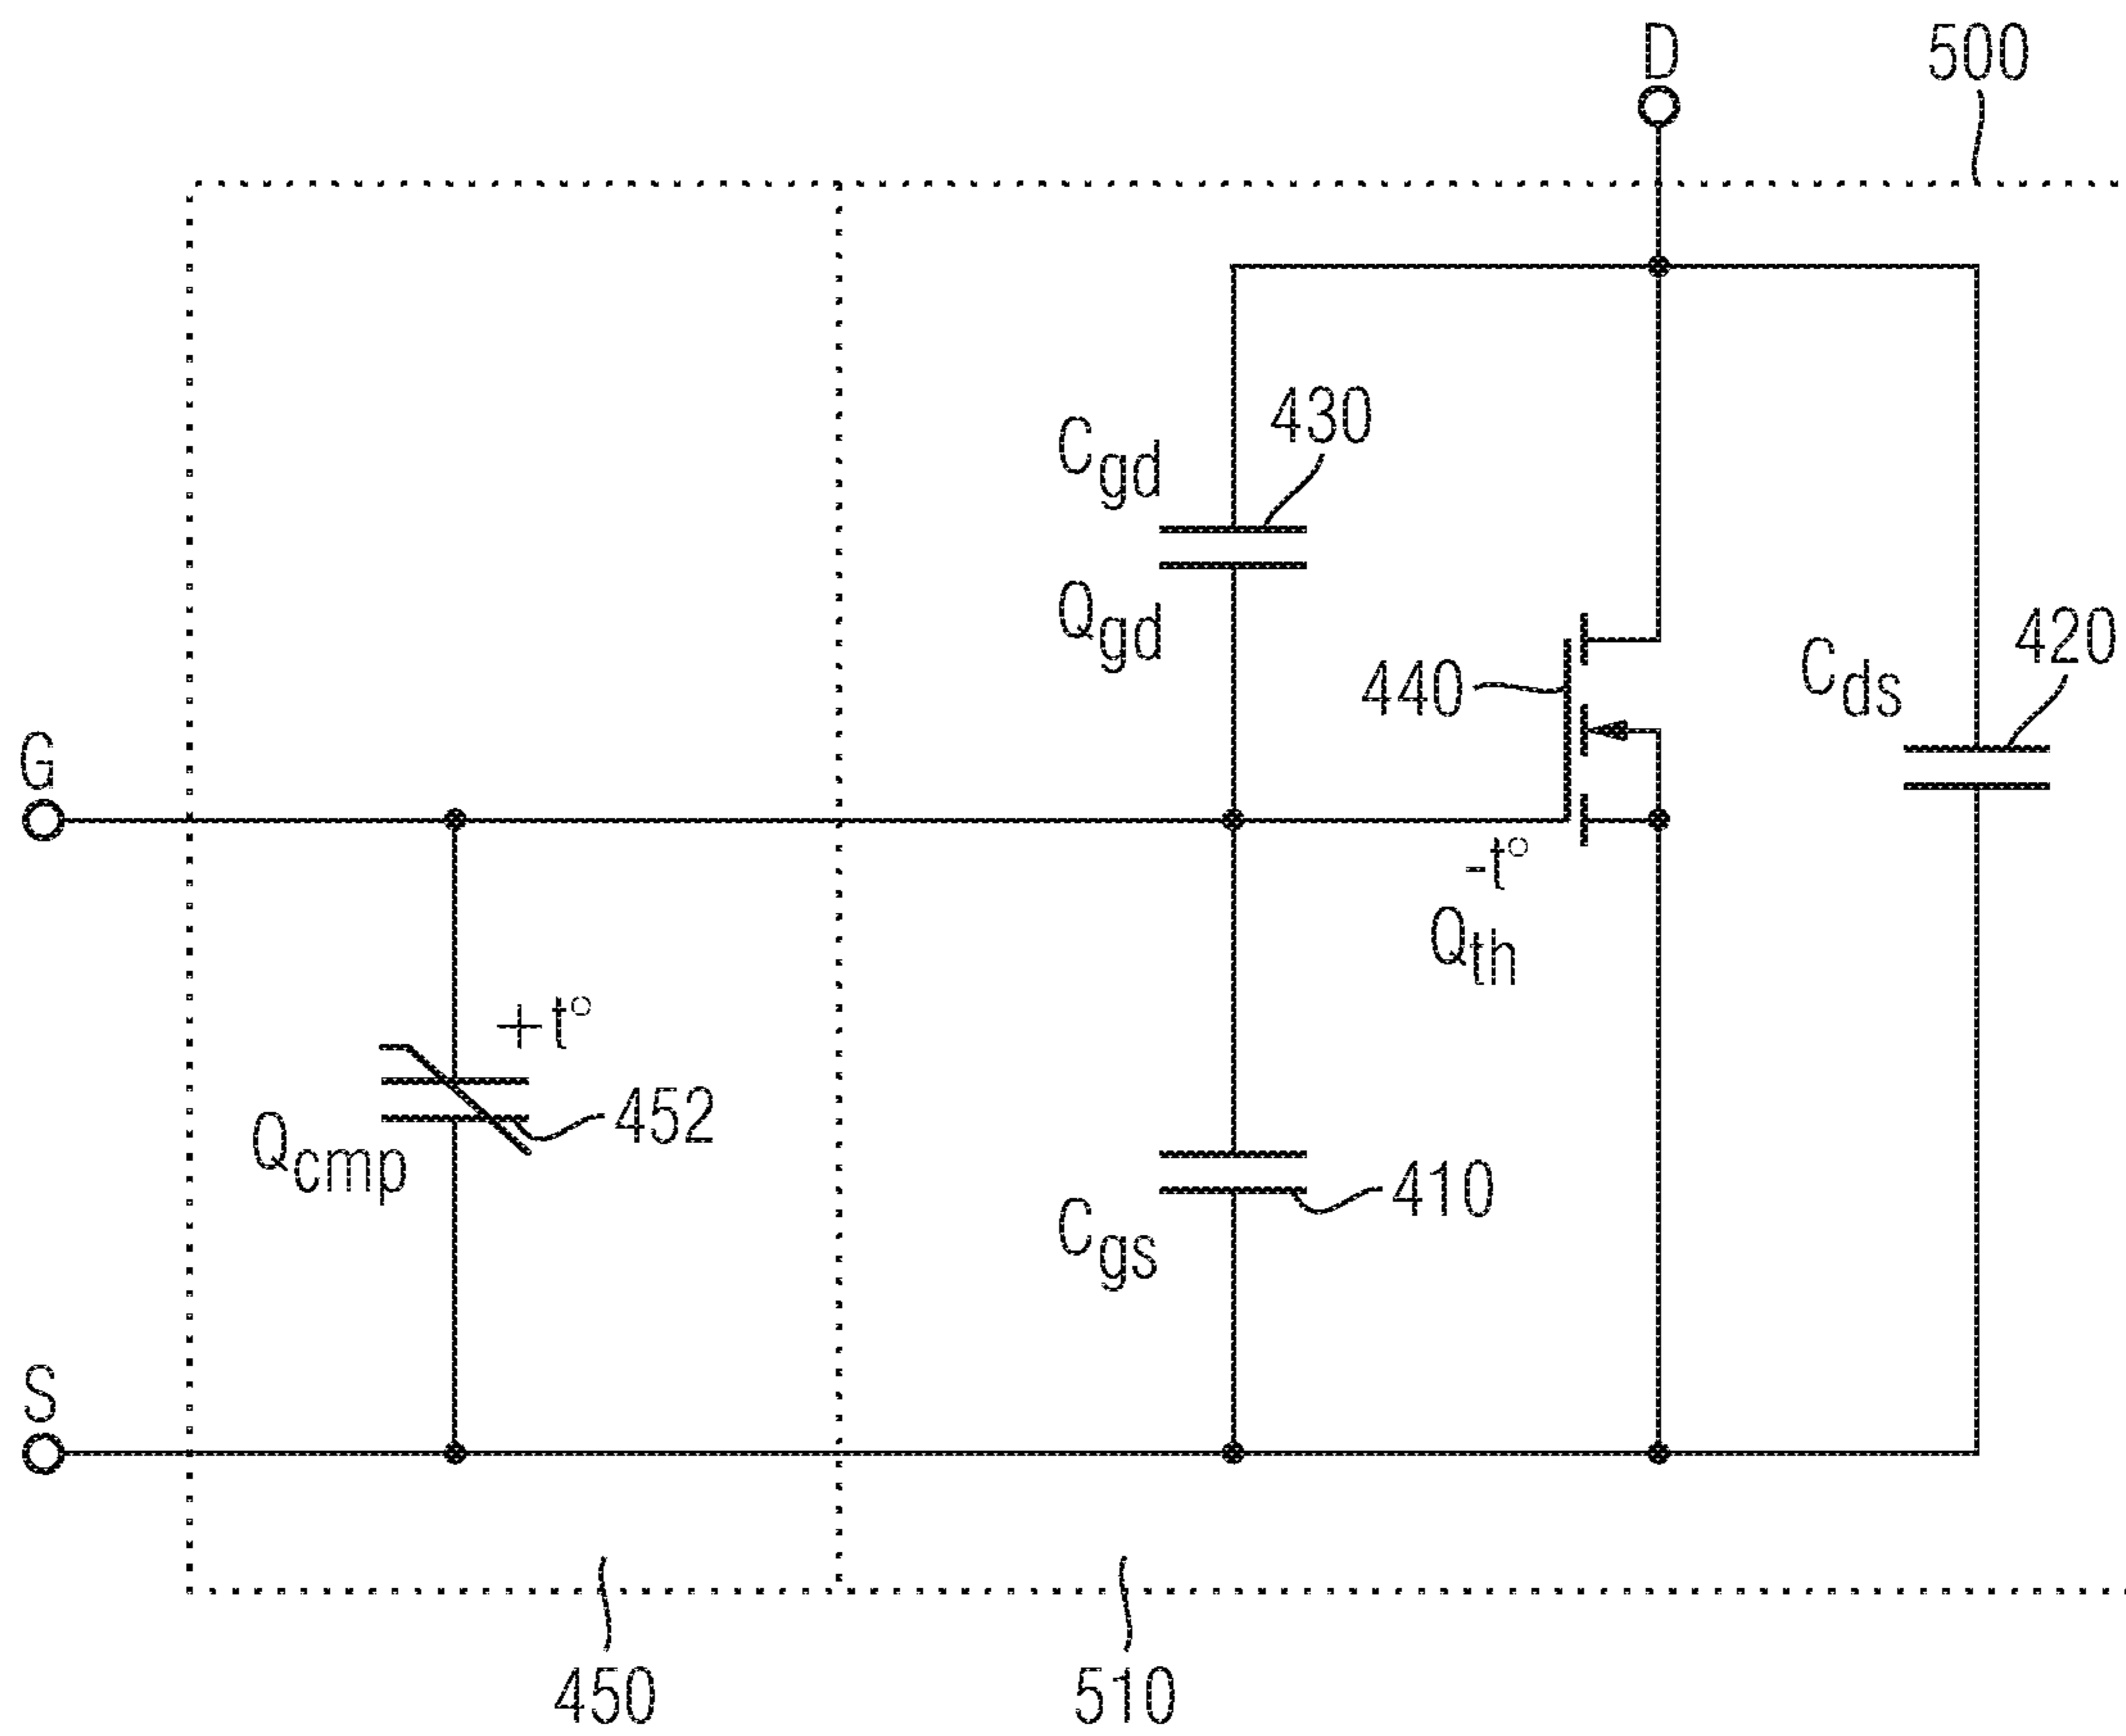 D
500
C_gd
430
Q_gd
440
C_ds
420
G
-t°
Q_th
+t°
452
Q_cmp
C_gs
410
S
450
510